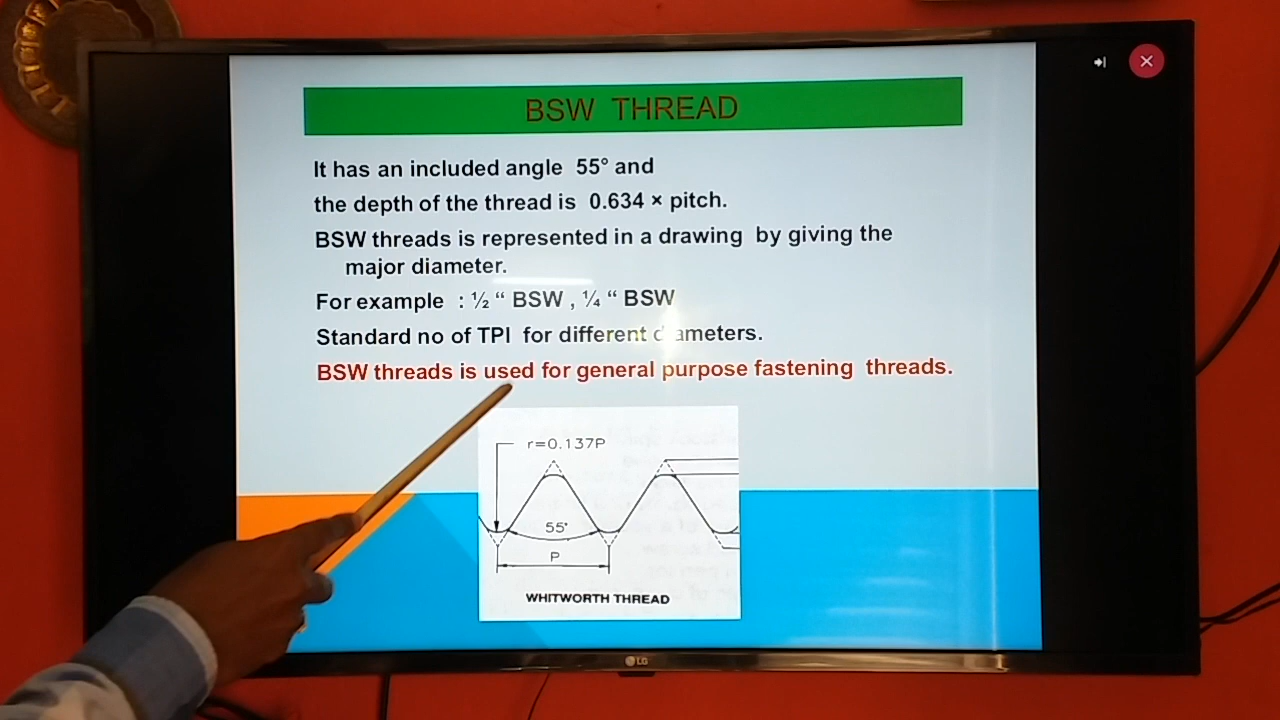 BSW THREAD
It has an included angle 55° and
the depth of the thread is 0.634 × pitch.
BSW threads is represented in a drawing by giving the
major diameter.
For example : ½ “ BSW , ¼ “ BSW
Standard no of TPI for different diameters.
BSW threads is used for general purpose fastening threads.
r=0.137P
55°
P
WHITWORTH THREAD
LG